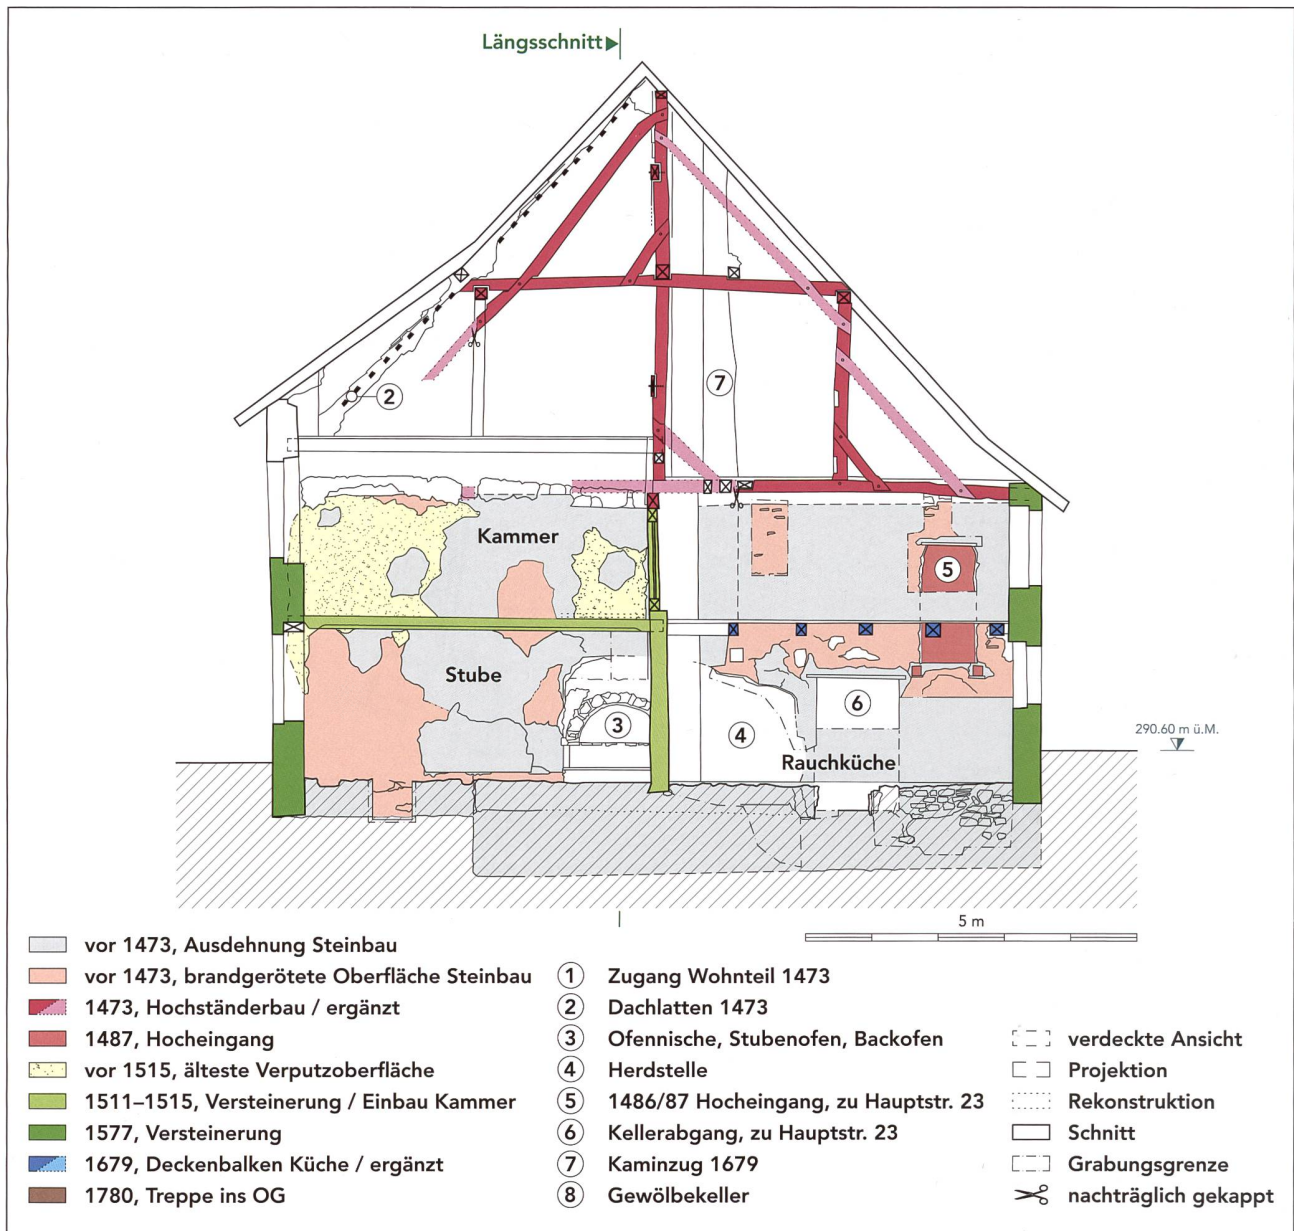 Längsschnitt
2
7
Kammer
5
Stube
3
4
6
Rauchküche
290.60 m ü.M.
5 m
vor 1473, Ausdehnung Steinbau
vor 1473, brandgerötete Oberfläche Steinbau
1473, Hochständerbau / ergänzt
1487, Hocheingang
vor 1515, älteste Verputzoberfläche
1511–1515, Versteinerung / Einbau Kammer
1577, Versteinerung
1679, Deckenbalken Küche / ergänzt
1780, Treppe ins OG
1 Zugang Wohnteil 1473
2 Dachlatten 1473
3 Ofennische, Stubenofen, Backofen
4 Herdstelle
5 1486/87 Hocheingang, zu Hauptstr. 23
6 Kellerabgang, zu Hauptstr. 23
7 Kaminzug 1679
8 Gewölbekeller
verdeckte Ansicht
Projektion
Rekonstruktion
Schnitt
Grabungsgrenze
nachträglich gekappt